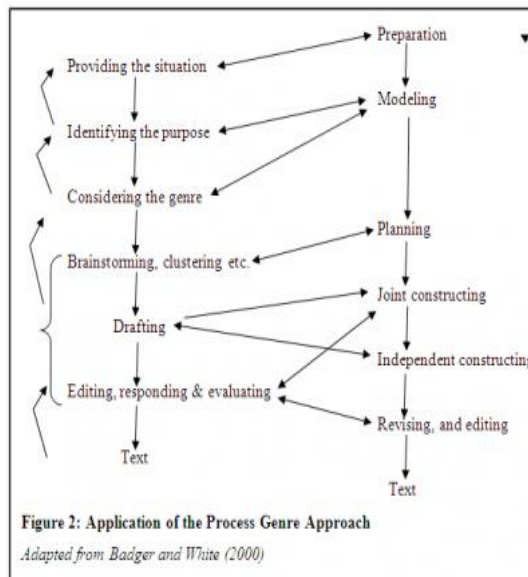 Preparation
Providing the situation
Modeling
Identifying the purpose
Considering the genre
Planning
Brainstorming, clustering etc.
Joint constructing
Drafting
Independent constructing
Editing, responding & evaluating
Revising, and editing
Text
Text
Figure 2: Application of the Process Genre Approach
Adapted from Badger and White (2000)